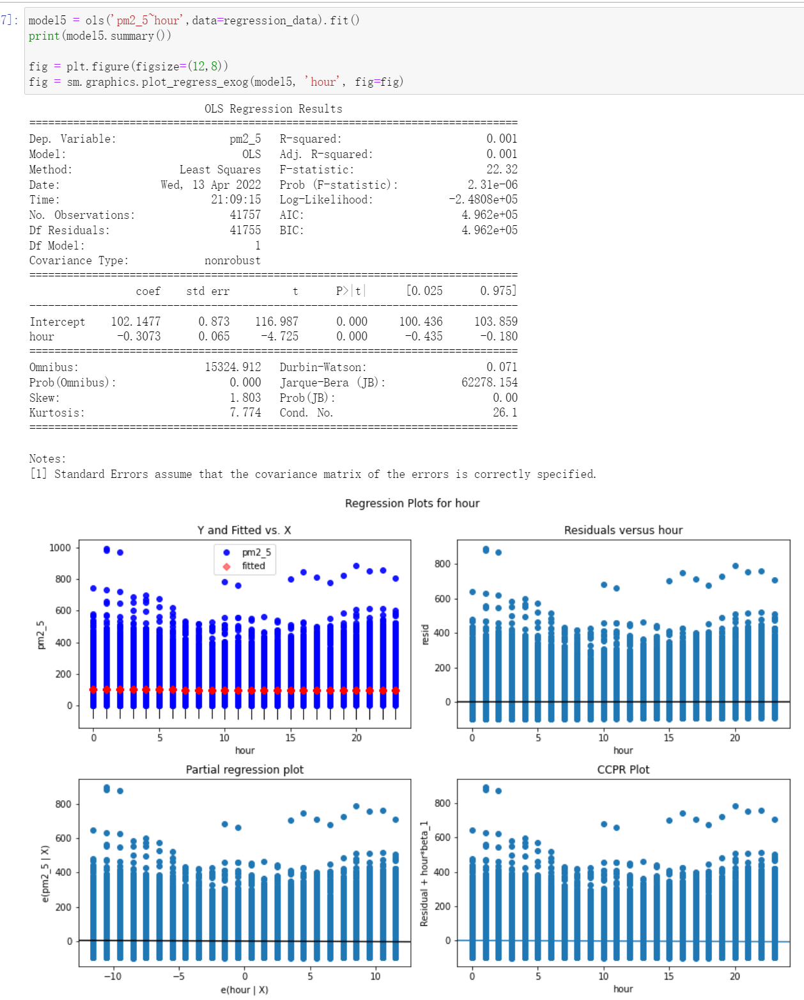 7]:
model5 = ols('pm2_5~hour',data=regression_data).fit()
print(model5.summary())
fig = plt.figure(figsize=(12,8))
fig = sm.graphics.plot_regress_exog(model5, 'hour', fig=fig)
OLS Regression Results
==============================================================================
Dep. Variable: pm2_5 R-squared: 0.001
Model: OLS Adj. R-squared: 0.001
Method: Least Squares F-statistic: 22.32
Date: Wed, 13 Apr 2022 Prob (F-statistic): 2.31e-06
Time: 21:09:15 Log-Likelihood: -2.4808e+05
No. Observations: 41757 AIC: 4.962e+05
Df Residuals: 41755 BIC: 4.962e+05
Df Model: 1
Covariance Type: nonrobust
==============================================================================
coef std err t P>|t| [0.025 0.975]
------------------------------------------------------------------------------
Intercept 102.1477 0.873 116.987 0.000 100.436 103.859
hour -0.3073 0.065 -4.725 0.000 -0.435 -0.180
==============================================================================
Omnibus: 15324.912 Durbin-Watson: 0.071
Prob(Omnibus): 0.000 Jarque-Bera (JB): 62278.154
Skew: 1.803 Prob(JB): 0.00
Kurtosis: 7.774 Cond. No. 26.1
==============================================================================
Notes:
[1] Standard Errors assume that the covariance matrix of the errors is correctly specified.
Regression Plots for hour
Y and Fitted vs. X
pm2_5
fitted
1000
800
600
400
200
0
pm2_5
0 5 10 15 20
hour
Residuals versus hour
800
600
400
200
0
resid
0 5 10 15 20
hour
Partial regression plot
800
600
400
200
0
e(pm2_5 | X)
−10 −5 0 5 10
e(hour | X)
CCPR Plot
800
600
400
200
0
Residual + hour*beta_1
0 5 10 15 20
hour